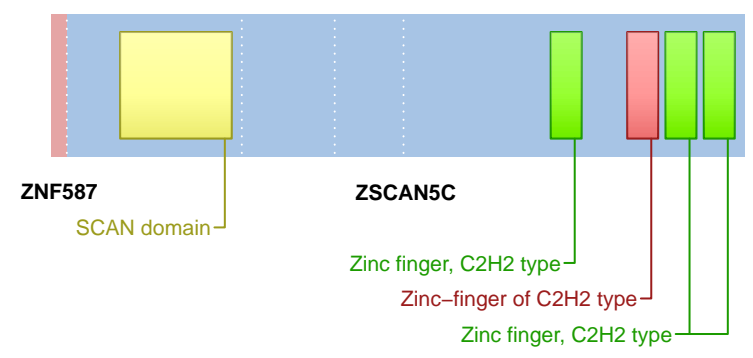 ZNF587 ZSCAN5C
SCAN domain
Zinc finger, C2H2 type
Zinc−finger of C2H2 type
Zinc finger, C2H2 type